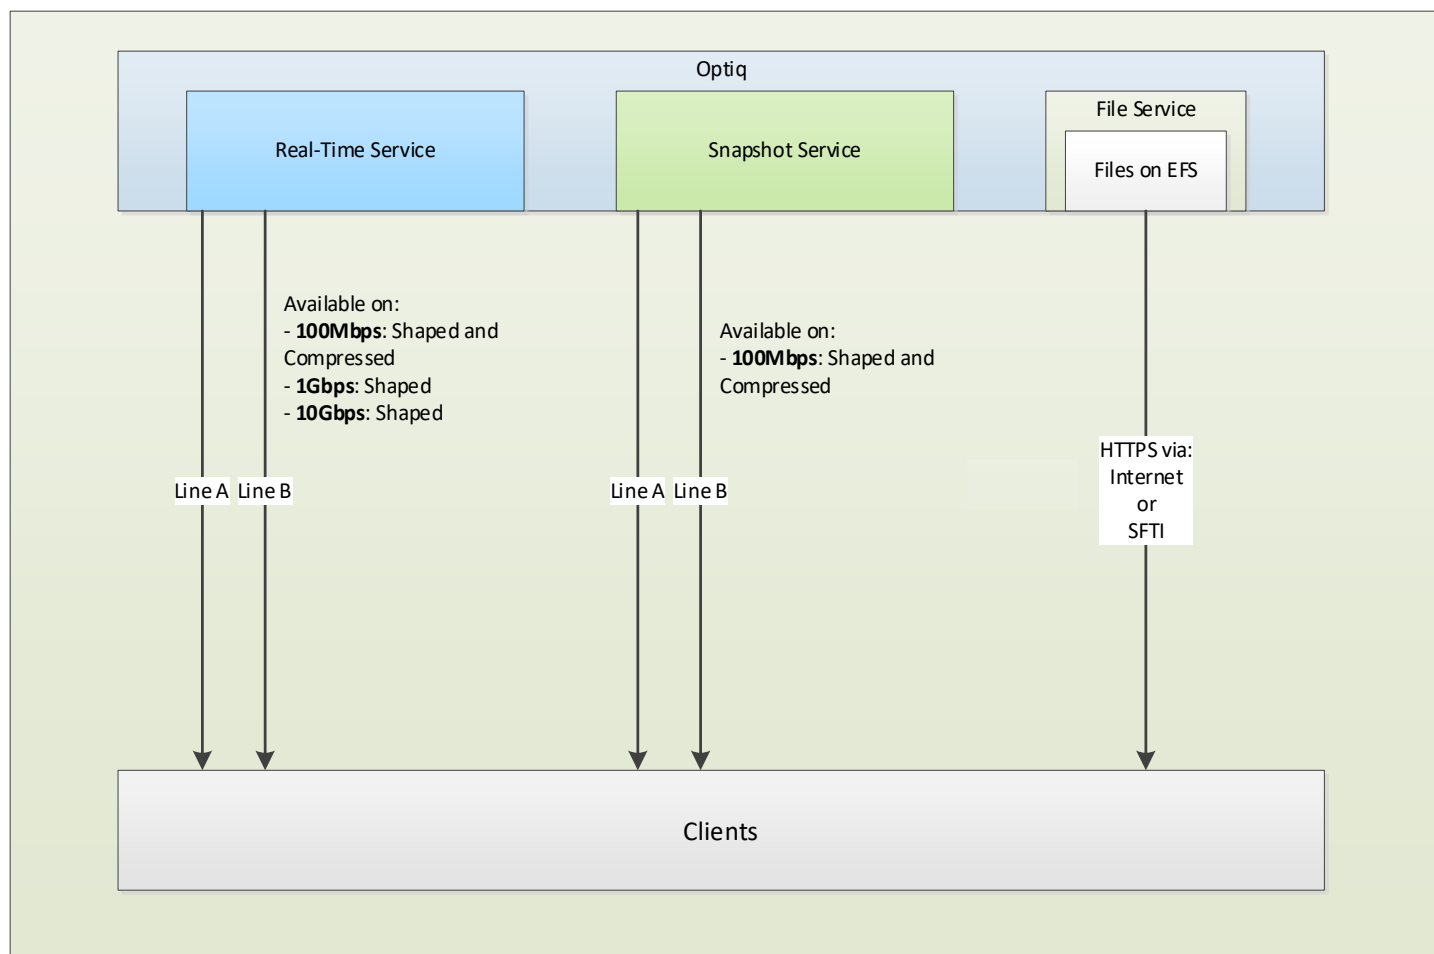 Optiq
Real-Time Service
Snapshot Service
File Service
Files on EFS
Available on:
- 100Mbps: Shaped and
Compressed
- 1Gbps: Shaped
- 10Gbps: Shaped
Available on:
- 100Mbps: Shaped and
Compressed
Line A
Line B
Line A
Line B
HTTPS via:
Internet
or
SFTI
Clients